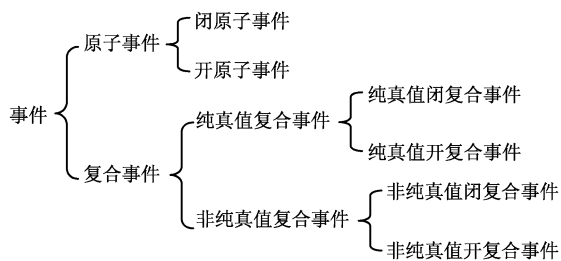 事件
原子事件
闭原子事件
开原子事件
复合事件
纯真值复合事件
纯真值闭复合事件
纯真值开复合事件
非纯真值复合事件
非纯真值闭复合事件
非纯真值开复合事件